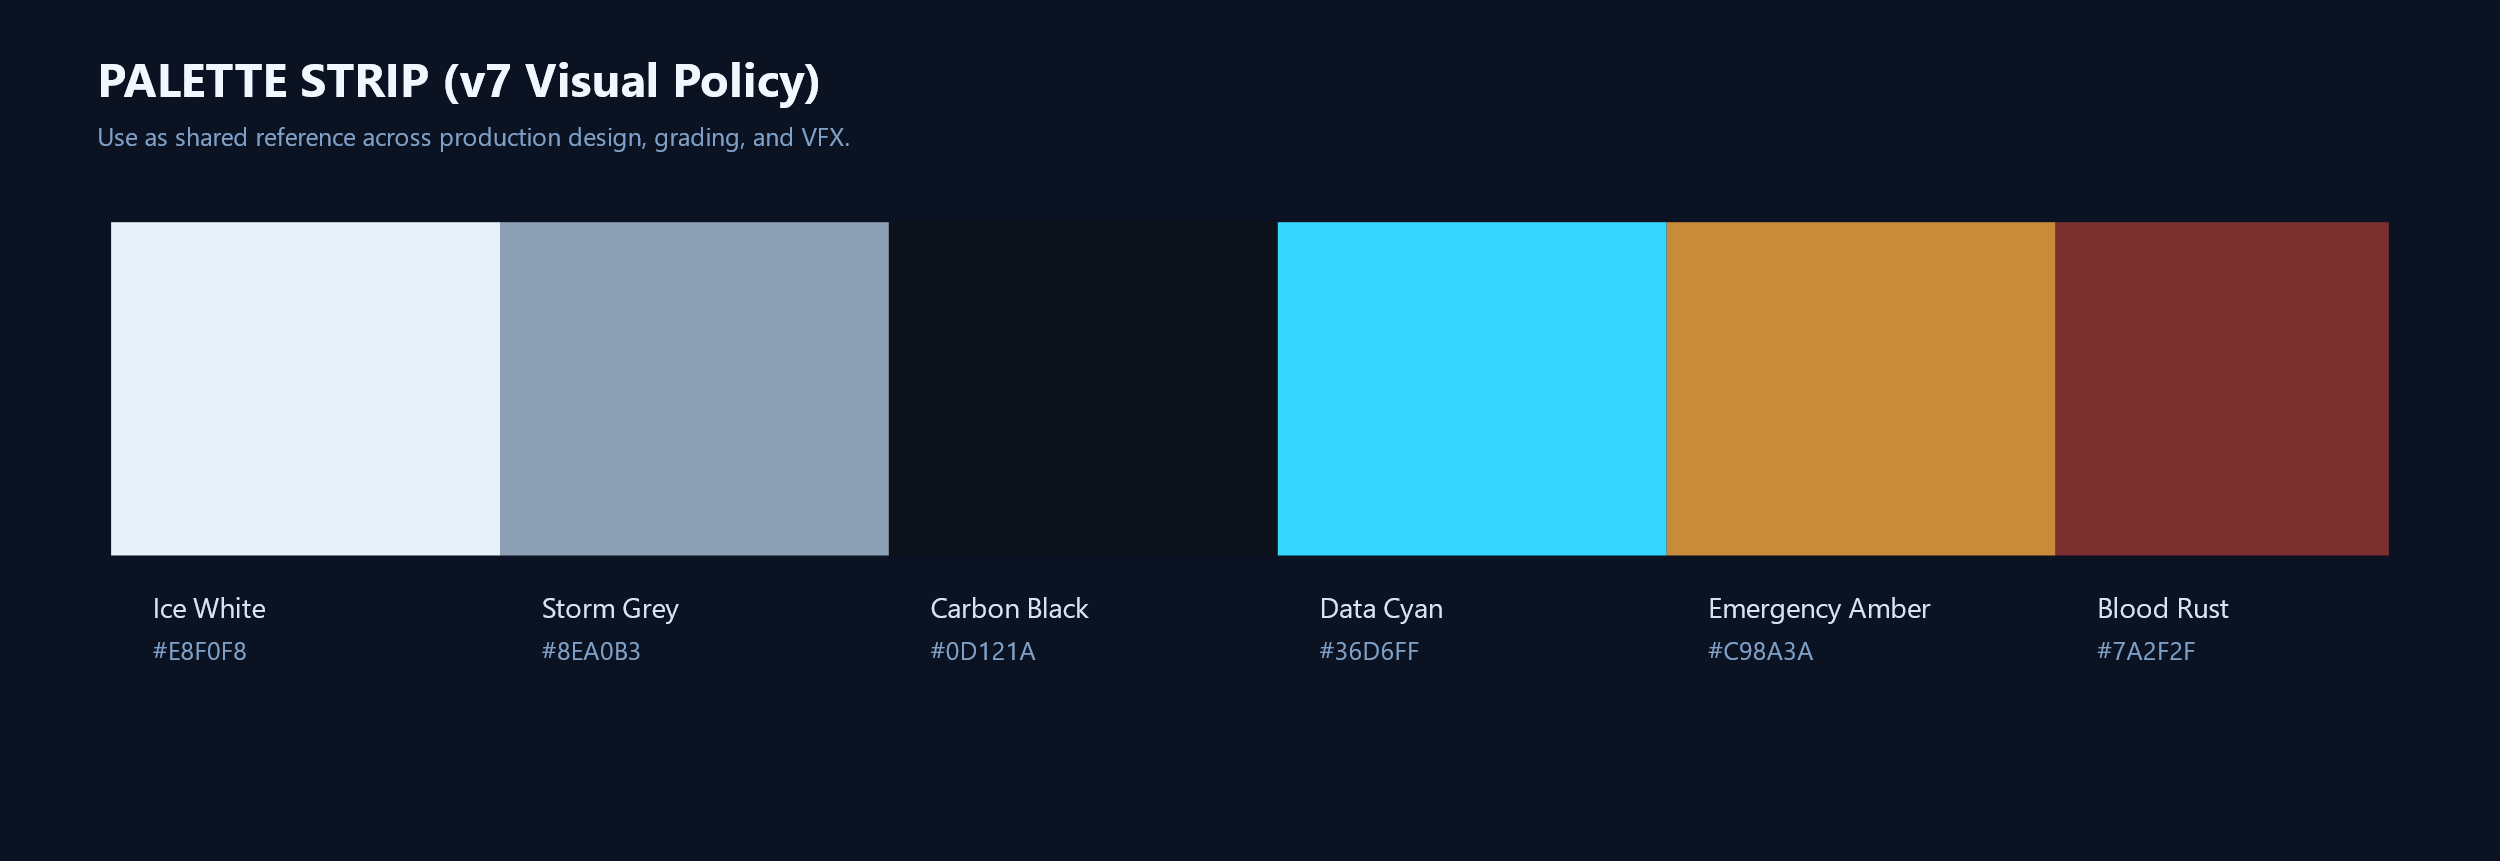 PALETTE STRIP (v7 Visual Policy)
Use as shared reference across production design, grading, and VFX.
Ice White
#E8F0F8
Storm Grey
#8EA0B3
Carbon Black
#0D121A
Data Cyan
#36D6FF
Emergency Amber
#C98A3A
Blood Rust
#7A2F2F